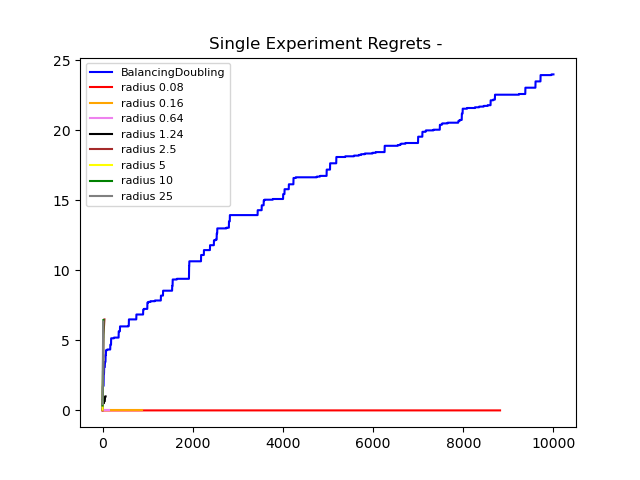 Single Experiment Regrets -
25
20
15
10
5
0
BalancingDoubling
radius 0.08
radius 0.16
radius 0.64
radius 1.24
radius 2.5
radius 5
radius 10
radius 25
0 2000 4000 6000 8000 10000